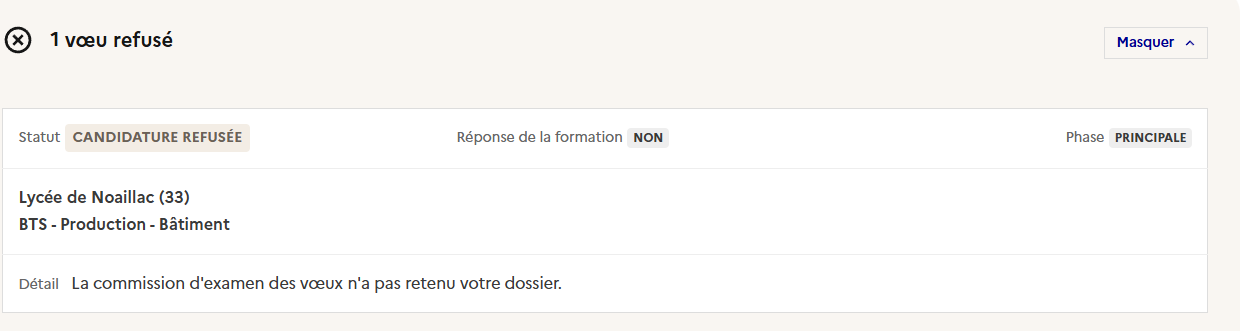 1 vœu refusé
Masquer
Statut CANDIDATURE REFUSÉE Réponse de la formation NON Phase PRINCIPALE
Lycée de Noaillac (33)
BTS - Production - Bâtiment
Détail La commission d'examen des vœux n'a pas retenu votre dossier.